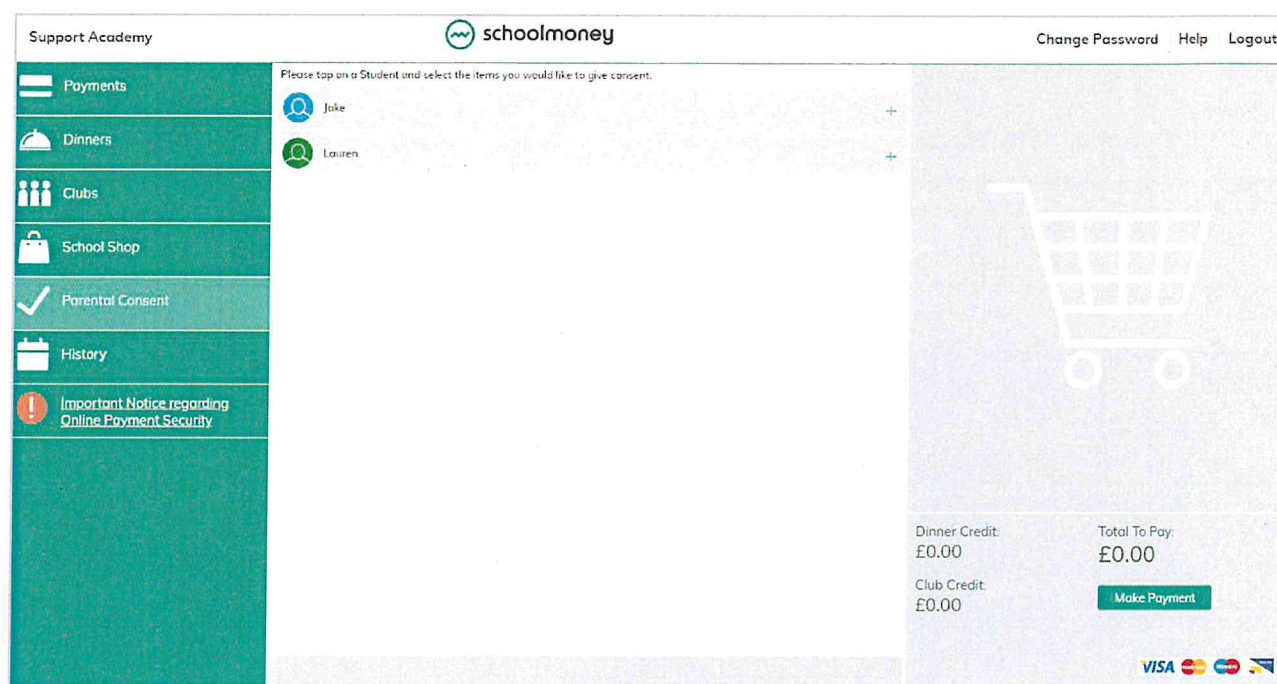 Support Academy
schoolmoney
Change Password Help Logout
Payments
Dinners
Clubs
School Shop
Parental Consent
History
Important Notice regarding
Online Payment Security
Please tap on a Student and select the items you would like to give consent.
Jake
+
Lauren
+
Dinner Credit:
£0.00
Club Credit:
£0.00
Total To Pay:
£0.00
Make Payment
VISA